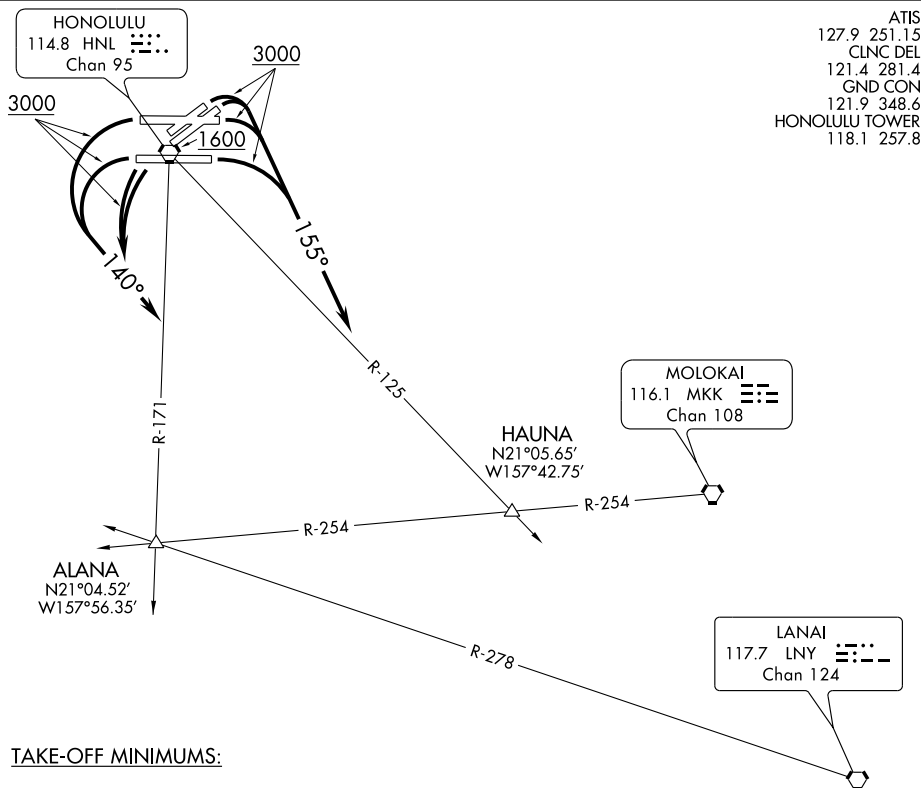 HONOLULU
114.8 HNL
Chan 95
ATIS
127.9 251.15
CLNC DEL
121.4 281.4
GND CON
121.9 348.6
HONOLULU TOWER
118.1 257.8
3000
3000
1600
155°
140°
R-125
R-171
MOLOKAI
116.1 MKK
Chan 108
HAUNA
N21°05.65'
W157°42.75'
R-254
R-254
ALANA
N21°04.52'
W157°56.35'
LANAI
117.7 LNY
Chan 124
R-278
TAKE-OFF MINIMUMS: